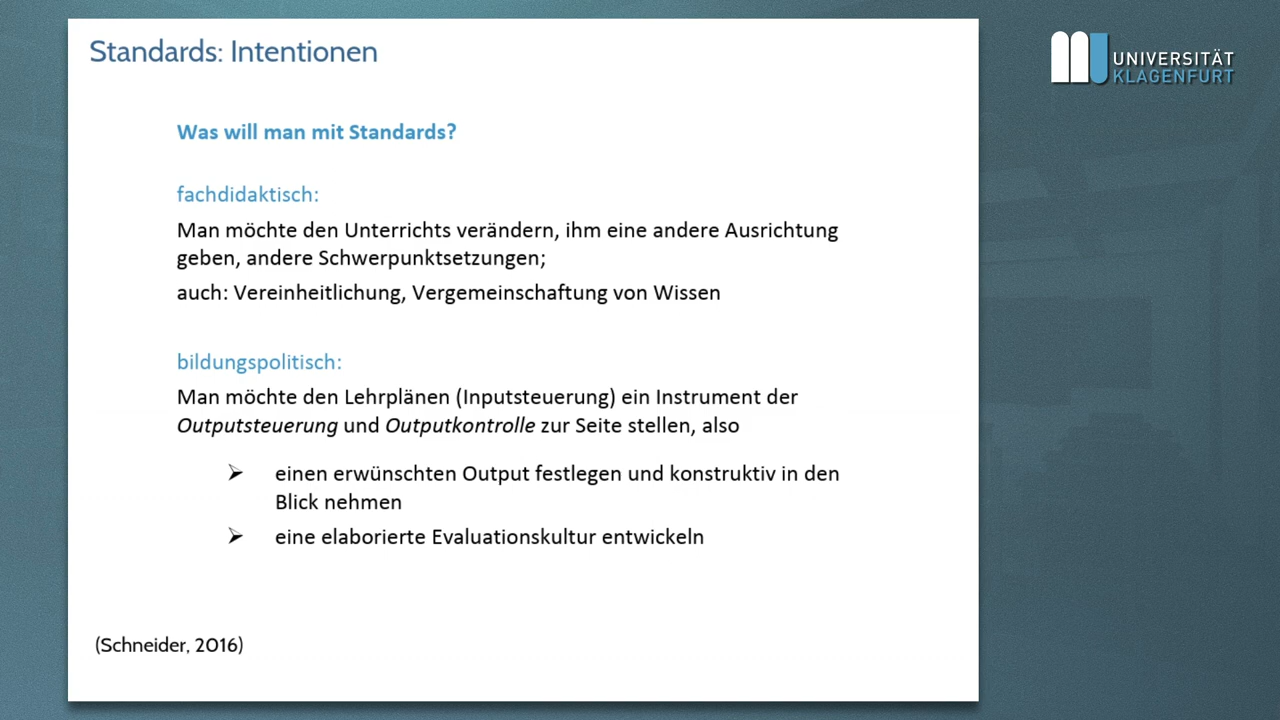 Standards: Intentionen
UNIVERSITÄT
KLAGENFURT
Was will man mit Standards?
fachdidaktisch:
Man möchte den Unterrichts verändern, ihm eine andere Ausrichtung
geben, andere Schwerpunktsetzungen;
auch: Vereinheitlichung, Vergemeinschaftung von Wissen
bildungspolitisch:
Man möchte den Lehrplänen (Inputsteuerung) ein Instrument der
Outputsteuerung und Outputkontrolle zur Seite stellen, also
➢ einen erwünschten Output festlegen und konstruktiv in den
Blick nehmen
➢ eine elaborierte Evaluationskultur entwickeln
(Schneider, 2016)